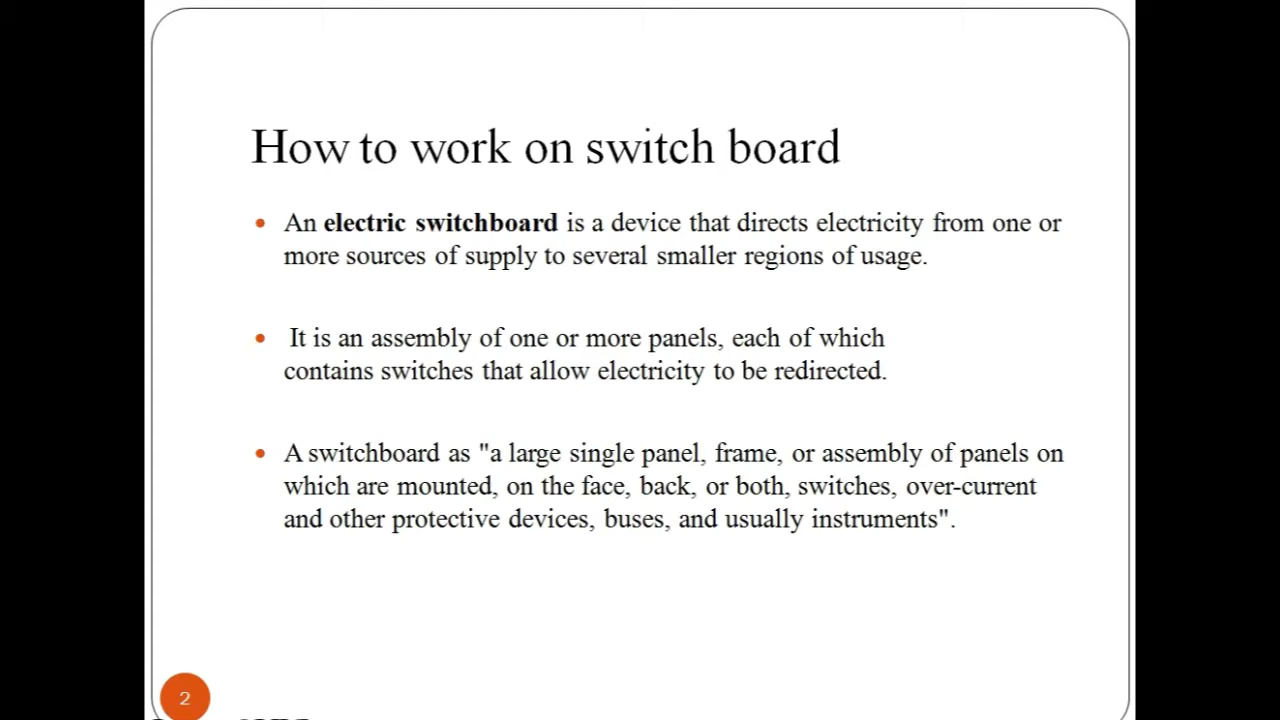 How to work on switch board
An electric switchboard is a device that directs electricity from one or
more sources of supply to several smaller regions of usage.
It is an assembly of one or more panels, each of which
contains switches that allow electricity to be redirected.
A switchboard as "a large single panel, frame, or assembly of panels on
which are mounted, on the face, back, or both, switches, over-current
and other protective devices, buses, and usually instruments".
2